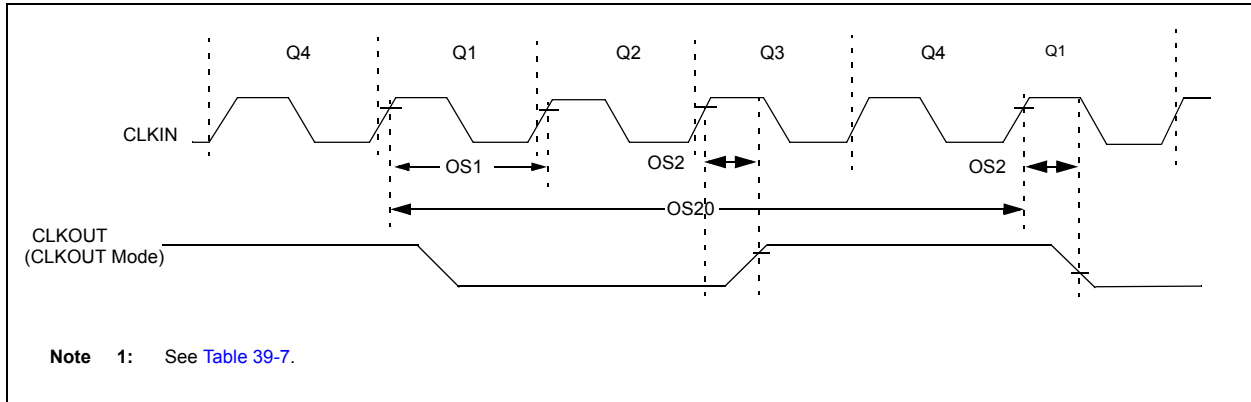 Q4 Q1 Q2 Q3 Q4 Q1
CLKIN
OS1 OS2 OS2
OS20
CLKOUT
(CLKOUT Mode)
Note 1: See Table 39-7.